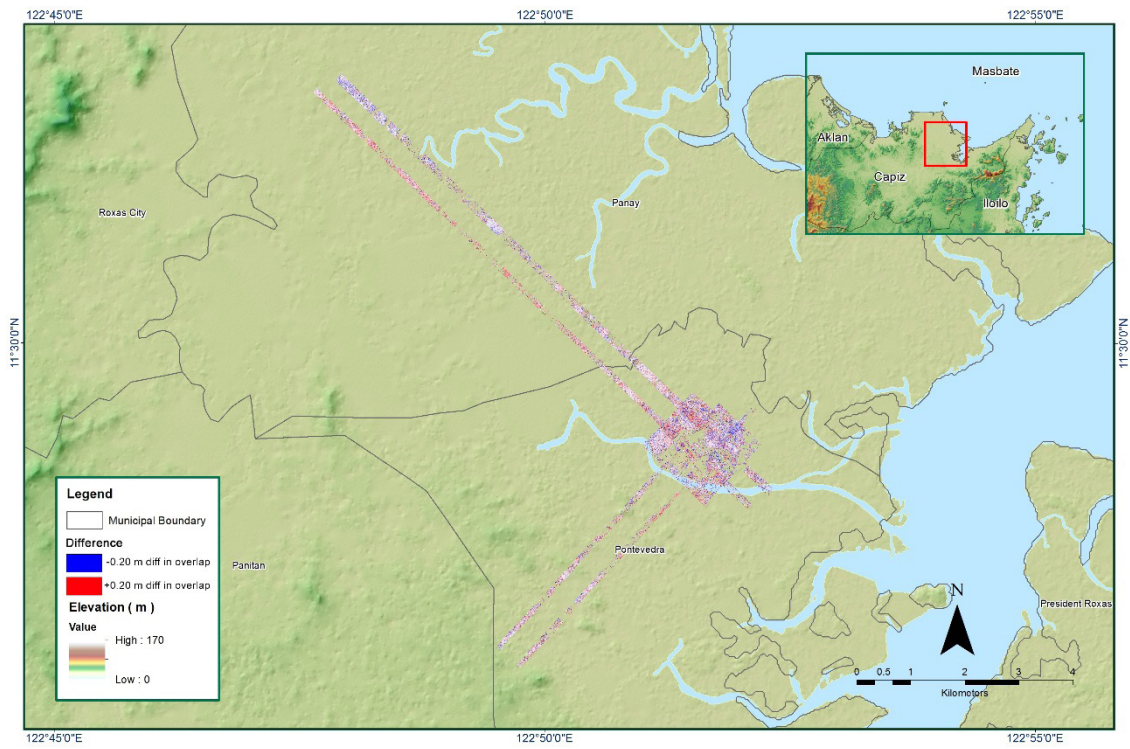 122°45'0"E
122°50'0"E
122°55'0"E
Masbate
Aklan
Capiz
Iloilo
Roxas City
Panay
11°30'0"N
11°30'0"N
Legend
Municipal Boundary
Difference
-0.20 m diff in overlap
+0.20 m diff in overlap
Elevation ( m )
Value
High : 170
Low : 0
Panitan
Pontevedra
President Roxas
N
0 0.5 1 2 3 4
Kilometers
122°45'0"E
122°50'0"E
122°55'0"E